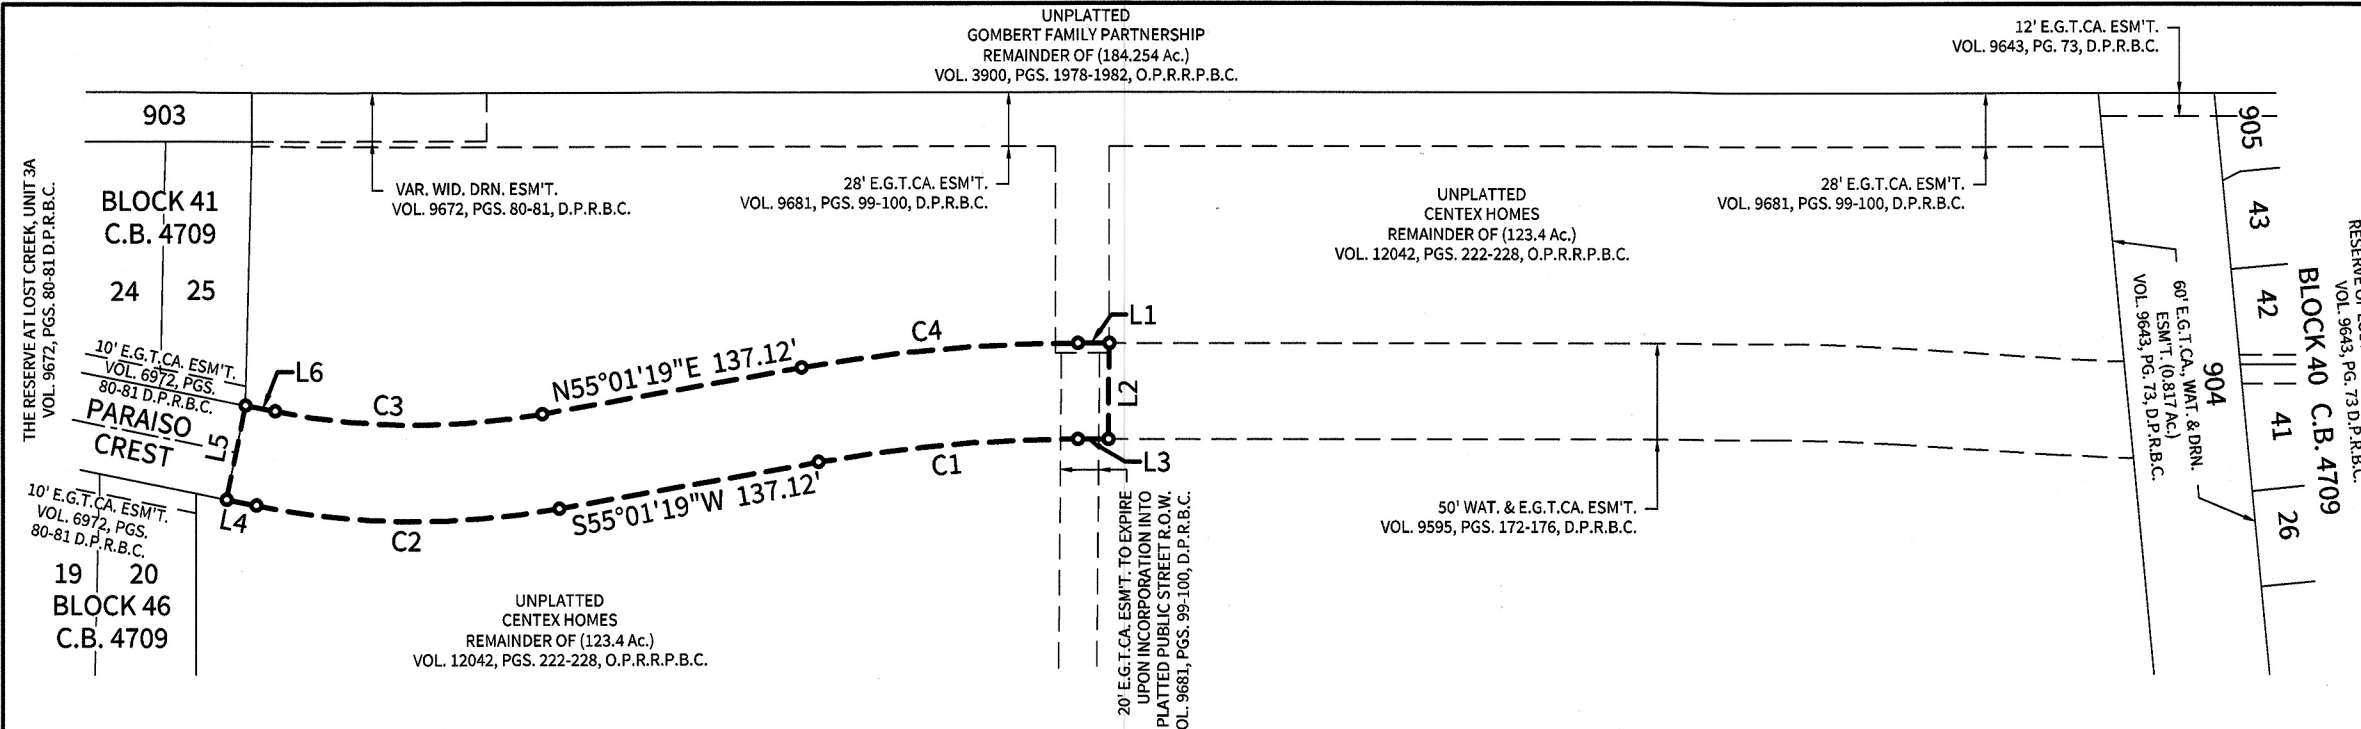 UNPLATTED
GOMBERT FAMILY PARTNERSHIP
REMAINDER OF (184.254 Ac.)
VOL. 3900, PGS. 1978-1982, O.P.R.R.P.B.C.
12' E.G.T.CA. ESM'T.
VOL. 9643, PG. 73, D.P.R.B.C.
903
THE RESERVE AT LOST CREEK, UNIT 3A
VOL. 9672, PGS. 80-81 D.P.R.B.C.
BLOCK 41
C.B. 4709
24 25
VAR. WID. DRN. ESM'T.
VOL. 9672, PGS. 80-81, D.P.R.B.C.
28' E.G.T.CA. ESM'T.
VOL. 9681, PGS. 99-100, D.P.R.B.C.
UNPLATTED
CENTEX HOMES
REMAINDER OF (123.4 Ac.)
VOL. 12042, PGS. 222-228, O.P.R.R.P.B.C.
28' E.G.T.CA. ESM'T.
VOL. 9681, PGS. 99-100, D.P.R.B.C.
905
43
42
41
26
BLOCK 40 C.B. 4709
VOL. 9643, PG. 73 D.P.R.B.C.
904
60' E.G.T.CA., WAT. & DRN.
ESM'T. (0.817 Ac.)
VOL. 9643, PG. 73, D.P.R.B.C.
10' E.G.T.CA. ESM'T.
VOL. 6972, PGS.
80-81 D.P.R.B.C.
PARAISO
CREST
L5
L6
C3
N55°01'19"E 137.12'
C4
L1
L2
L3
C1
S55°01'19"W 137.12'
C2
L4
10' E.G.T.CA. ESM'T.
VOL. 6972, PGS.
80-81 D.P.R.B.C.
19 20
BLOCK 46
C.B. 4709
UNPLATTED
CENTEX HOMES
REMAINDER OF (123.4 Ac.)
VOL. 12042, PGS. 222-228, O.P.R.R.P.B.C.
20' E.G.T.CA. ESM'T. TO EXPIRE
UPON INCORPORATION INTO
PLATTED PUBLIC STREET R.O.W.
OL. 9681, PGS. 99-100, D.P.R.B.C.
50' WAT. & E.G.T.CA. ESM'T.
VOL. 9595, PGS. 172-176, D.P.R.B.C.